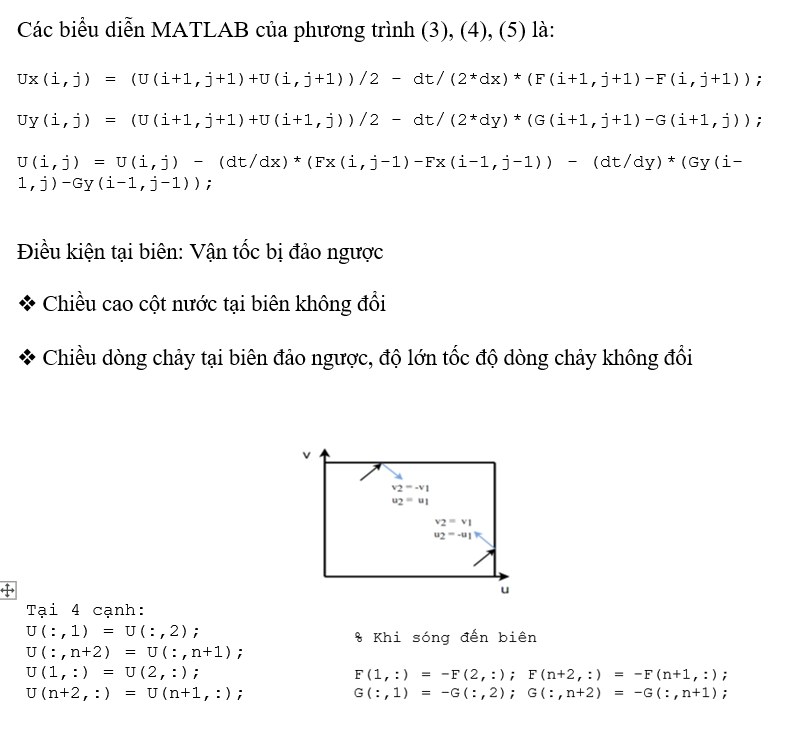 Các biểu diễn MATLAB của phương trình (3), (4), (5) là:
Ux(i,j) = (U(i+1,j+1)+U(i,j+1))/2 - dt/(2*dx)*(F(i+1,j+1)-F(i,j+1));
Uy(i,j) = (U(i+1,j+1)+U(i+1,j))/2 - dt/(2*dy)*(G(i+1,j+1)-G(i+1,j));
U(i,j) = U(i,j) - (dt/dx)*(Fx(i,j-1)-Fx(i-1,j-1)) - (dt/dy)*(Gy(i-
1,j)-Gy(i-1,j-1));
Điều kiện tại biên: Vận tốc bị đảo ngược
❖ Chiều cao cột nước tại biên không đổi
❖ Chiều dòng chảy tại biên đảo ngược, độ lớn tốc độ dòng chảy không đổi
v
v2 = -v1
u2 = u1
v2 = v1
u2 = -u1
u
Tại 4 cạnh:
U(:,1) = U(:,2);
U(:,n+2) = U(:,n+1);
U(1,:) = U(2,:);
U(n+2,:) = U(n+1,:);
% Khi sóng đến biên
F(1,:) = -F(2,:); F(n+2,:) = -F(n+1,:);
G(:,1) = -G(:,2); G(:,n+2) = -G(:,n+1);